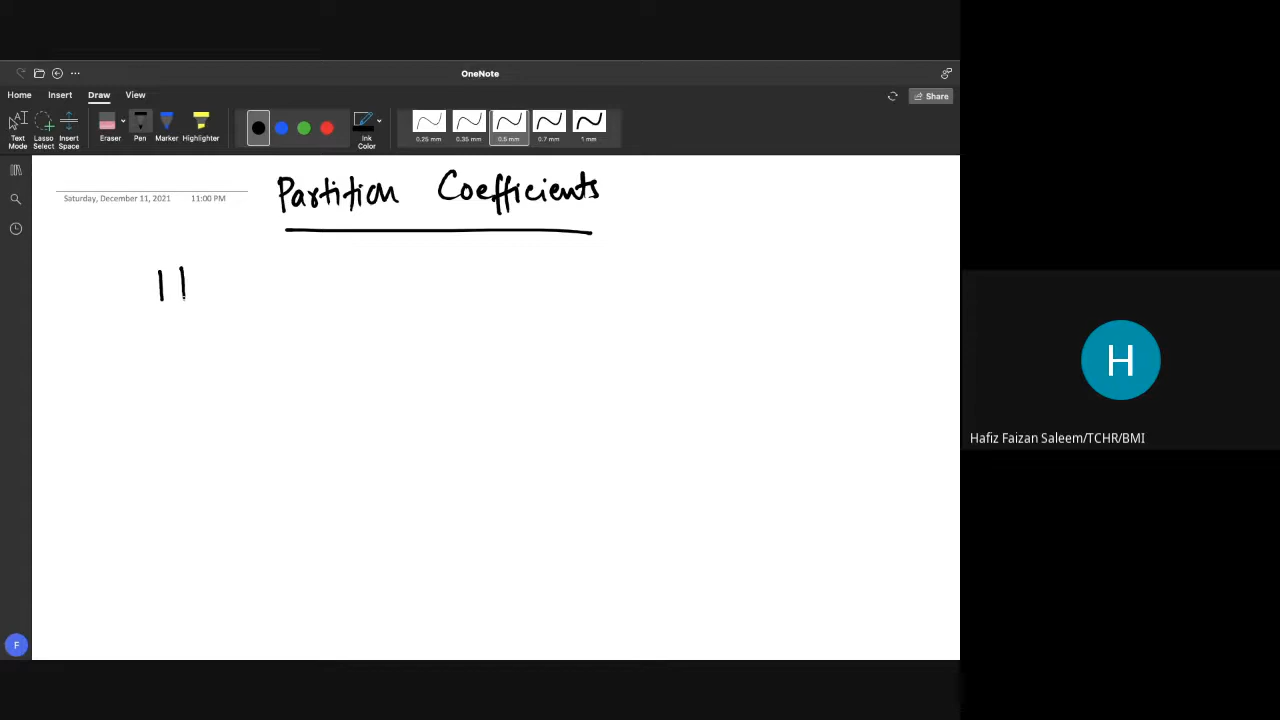 OneNote
Home Insert Draw View
Share
Text Mode
Lasso Select
Insert Space
Eraser
Pen
Marker
Highlighter
Ink Color
0.25 mm 0.35 mm 0.5 mm 0.7 mm 1 mm
Partition Coefficients
Saturday, December 11, 2021 11:00 PM
H
Hafiz Faizan Saleem/TCHR/BMI
F